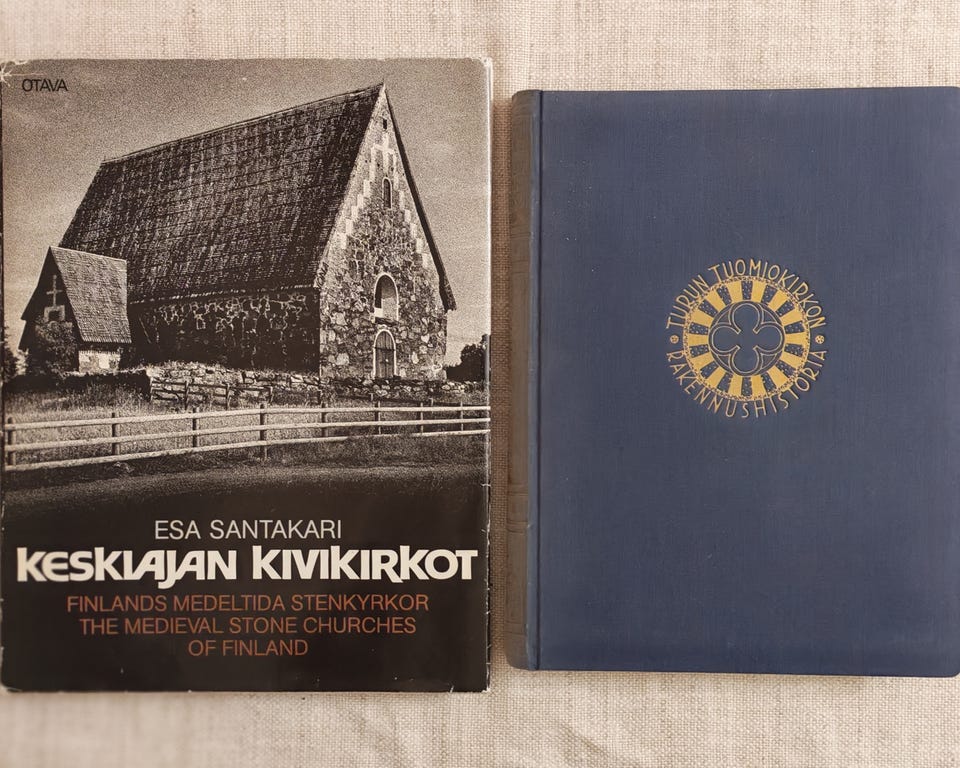 OTAVA
ESA SANTAKARI
KESKIAJAN KIVIKIRKOT
FINLANDS MEDELTIDA STENKYRKOR
THE MEDIEVAL STONE CHURCHES
OF FINLAND
TURUN TUOMIOKIRKON
RAKENNUSHISTORIA